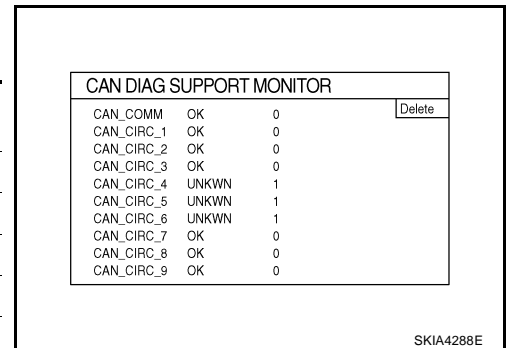 CAN DIAG SUPPORT MONITOR
Delete
CAN_COMM OK 0
CAN_CIRC_1 OK 0
CAN_CIRC_2 OK 0
CAN_CIRC_3 OK 0
CAN_CIRC_4 UNKWN 1
CAN_CIRC_5 UNKWN 1
CAN_CIRC_6 UNKWN 1
CAN_CIRC_7 OK 0
CAN_CIRC_8 OK 0
CAN_CIRC_9 OK 0
SKIA4288E